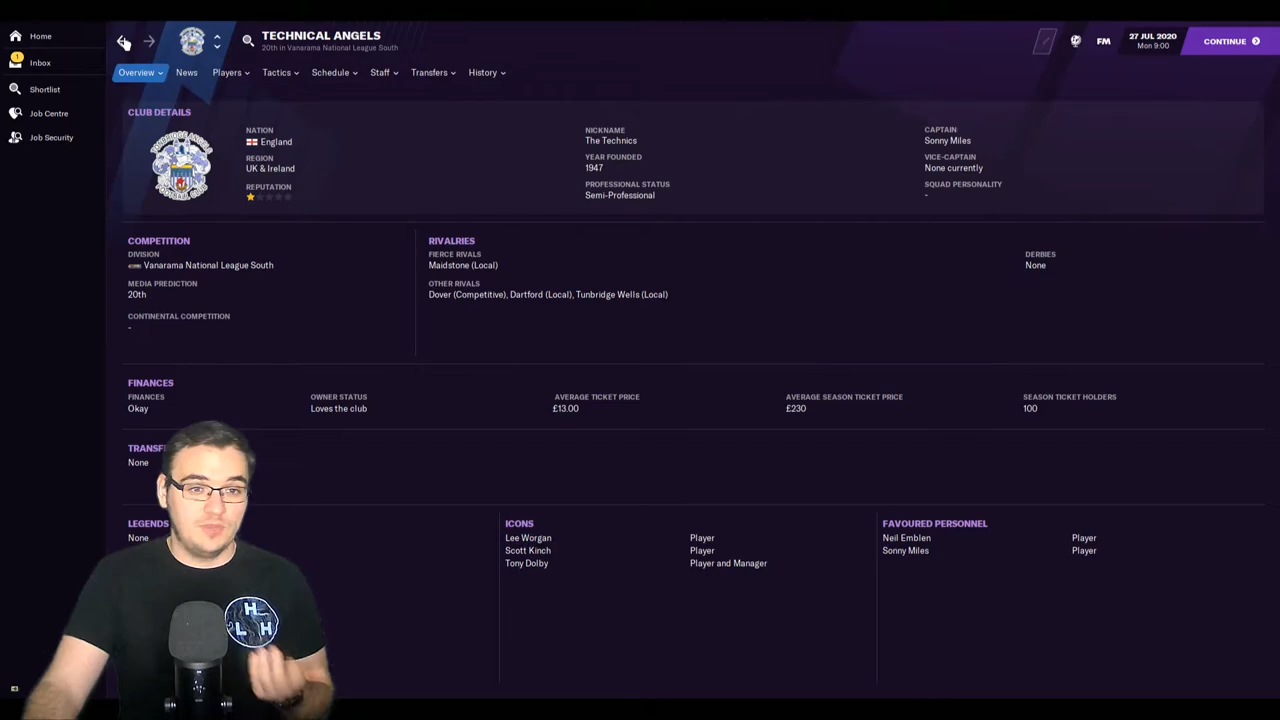 Home
Inbox
1
Shortlist
Job Centre
Job Security
TECHNICAL ANGELS
20th in Vanarama National League South
FM
27 JUL 2020
Mon 9:00
CONTINUE
Overview
News
Players
Tactics
Schedule
Staff
Transfers
History
CLUB DETAILS
TONBRIDGE ANGELS
FOOTBALL CLUB
NATION
England
REGION
UK & Ireland
REPUTATION
NICKNAME
The Technics
YEAR FOUNDED
1947
PROFESSIONAL STATUS
Semi-Professional
CAPTAIN
Sonny Miles
VICE-CAPTAIN
None currently
SQUAD PERSONALITY
-
COMPETITION
DIVISION
Vanarama National League South
MEDIA PREDICTION
20th
CONTINENTAL COMPETITION
-
RIVALRIES
FIERCE RIVALS
Maidstone (Local)
OTHER RIVALS
Dover (Competitive), Dartford (Local), Tunbridge Wells (Local)
DERBIES
None
FINANCES
FINANCES
Okay
OWNER STATUS
Loves the club
AVERAGE TICKET PRICE
£13.00
AVERAGE SEASON TICKET PRICE
£230
SEASON TICKET HOLDERS
100
TRANSF
None
LEGENDS
None
ICONS
Lee Worgan Player
Scott Kinch Player
Tony Dolby Player and Manager
FAVOURED PERSONNEL
Neil Emblen Player
Sonny Miles Player
H
L H